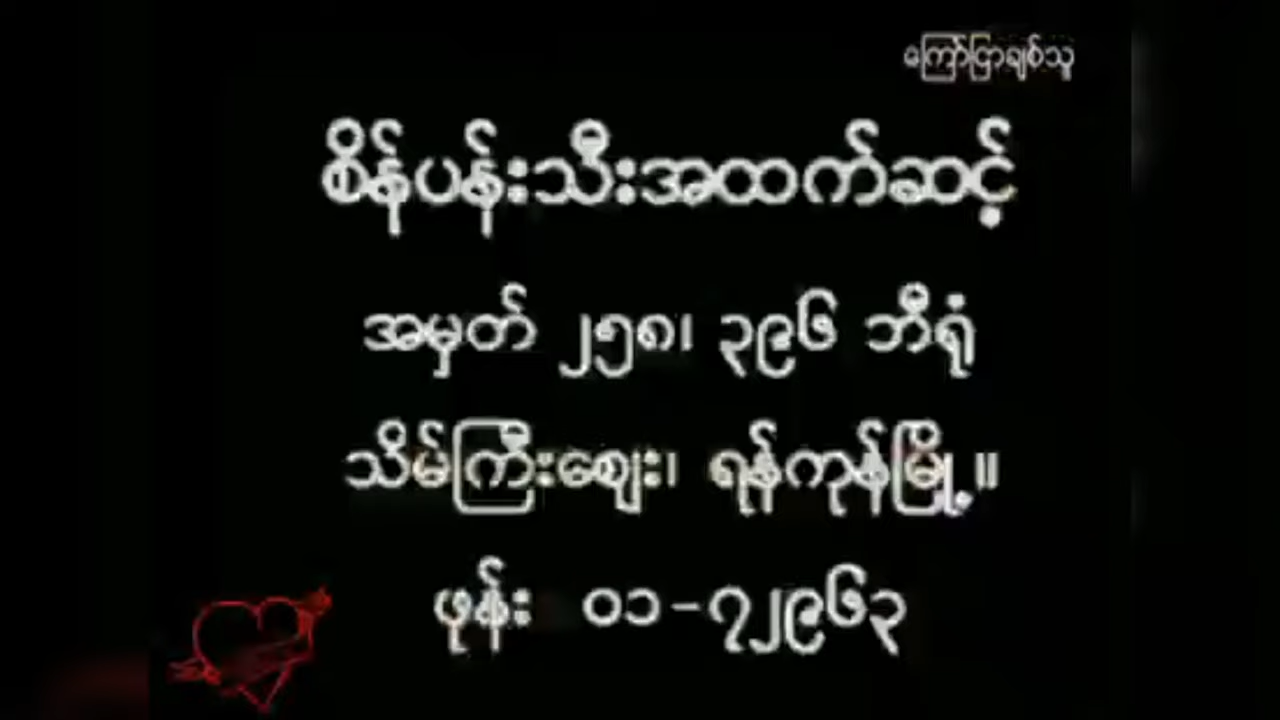 ကြော်ငြာချစ်သူ
စိန်ပန်းသီးအထက်ဆင့်
အမှတ် ၂၅၈၊ ၃၉၆ ဘီရုံ
သိမ်ကြီးဈေး၊ ရန်ကုန်မြို့။
ဖုန်း ၀၁-၇၂၉၆၃